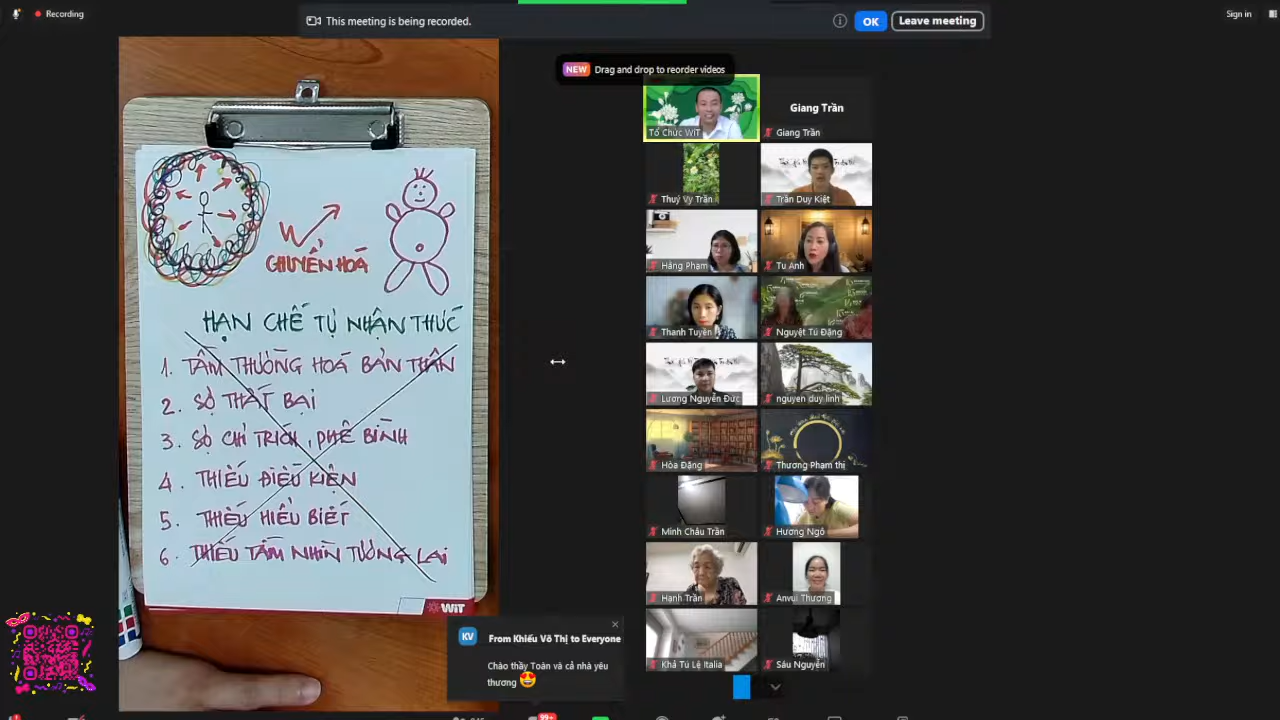 Recording
This meeting is being recorded.
OK
Leave meeting
Sign in
NEW Drag and drop to reorder videos
CHUYỂN HOÁ
HẠN CHẾ TỰ NHẬN THỨC
1. TẦM THƯỜNG HOÁ BẢN THÂN
2. SỢ THẤT BẠI
3. SỢ CHỈ TRÍCH, PHÊ BÌNH
4. THIẾU ĐIỀU KIỆN
5. THIẾU HIỂU BIẾT
6. THIẾU TẦM NHÌN TƯƠNG LAI
WiT
Tổ Chức WiT
Giang Trần
Giang Trần
Thuý Vy Trần
Trần Duy Kiệt
Hằng Phạm
Tu Anh
Thanh Tuyền
Nguyệt Tú Đặng
Lương Nguyễn Đức
nguyen duy linh
Hòa Đặng
Thương Phạm thị
Minh Châu Trần
Hương Ngô
Hạnh Trần
Anvui Thương
Khả Tú Lệ Italia
Sáu Nguyễn
KV
From Khiếu Võ Thị to Everyone
Chào thầy Toàn và cả nhà yêu
thương 😍
99+